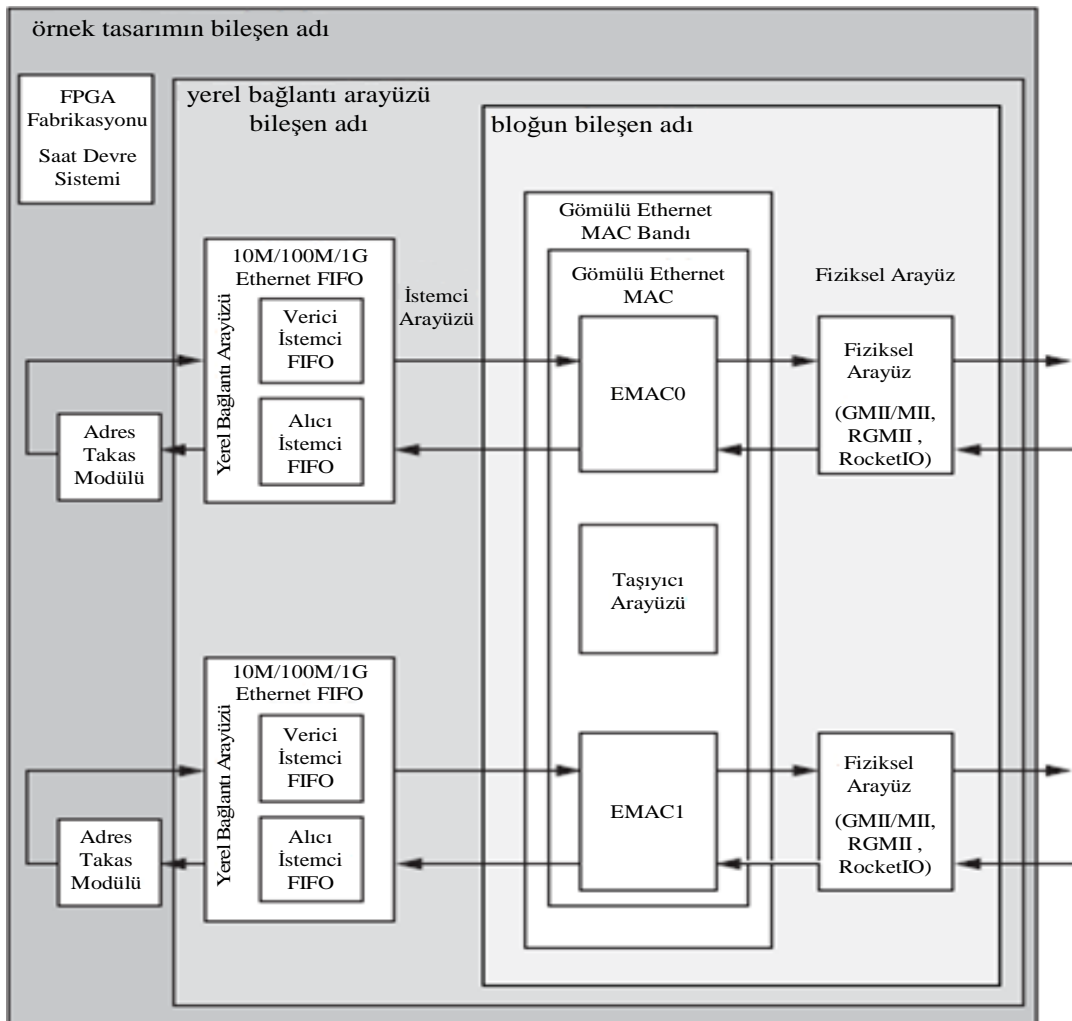 örnek tasarımın bileşen adı
FPGA
Fabrikasyonu
Saat Devre
Sistemi
yerel bağlantı arayüzü
bileşen adı
bloğun bileşen adı
Gömülü Ethernet
MAC Bandı
Gömülü Ethernet
MAC
10M/100M/1G
Ethernet FIFO
Yerel Bağlantı Arayüzü
Verici
İstemci
FIFO
Alıcı
İstemci
FIFO
İstemci
Arayüzü
EMAC0
Fiziksel Arayüz
Fiziksel
Arayüz
(GMII/MII,
RGMII ,
RocketIO)
Adres
Takas
Modülü
Taşıyıcı
Arayüzü
10M/100M/1G
Ethernet FIFO
Yerel Bağlantı Arayüzü
Verici
İstemci
FIFO
Alıcı
İstemci
FIFO
EMAC1
Fiziksel
Arayüz
(GMII/MII,
RGMII ,
RocketIO)
Adres
Takas
Modülü